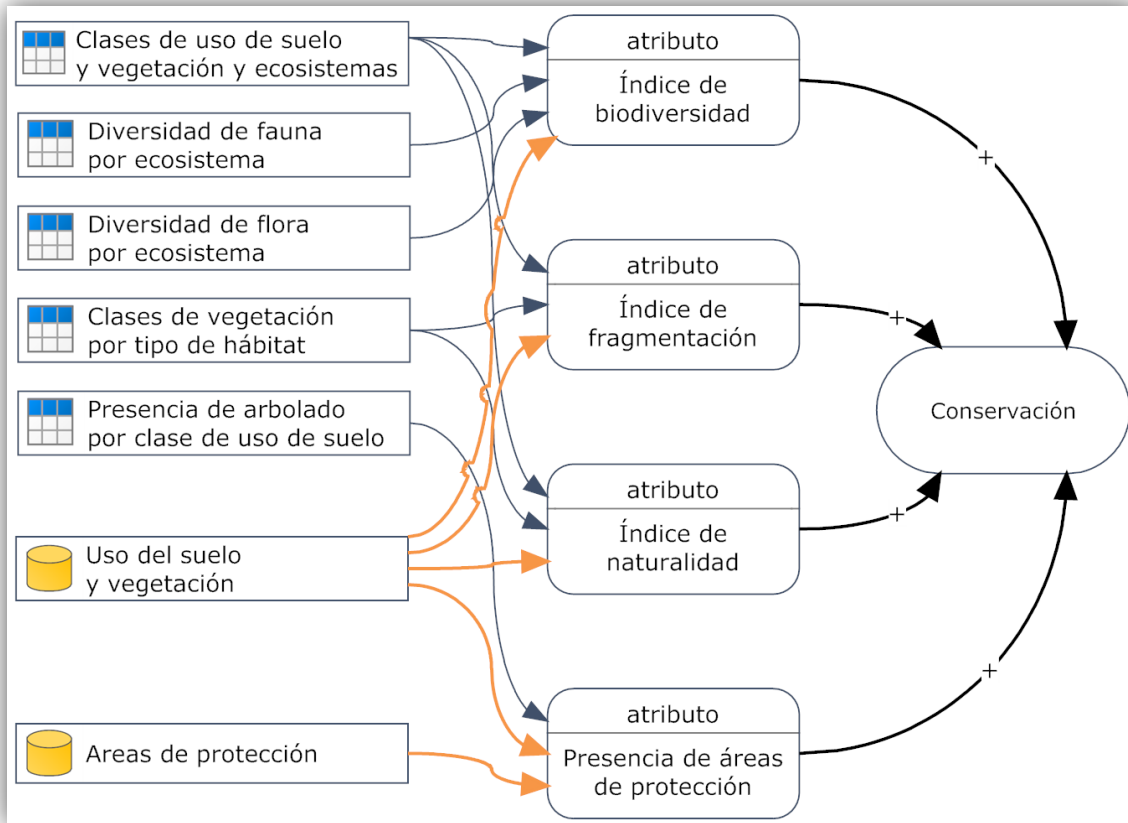 Clases de uso de suelo
y vegetación y ecosistemas
Diversidad de fauna
por ecosistema
Diversidad de flora
por ecosistema
Clases de vegetación
por tipo de hábitat
Presencia de arbolado
por clase de uso de suelo
Uso del suelo
y vegetación
Areas de protección
atributo
Índice de
biodiversidad
atributo
Índice de
fragmentación
atributo
Índice de
naturalidad
atributo
Presencia de áreas
de protección
+
+
+
+
Conservación